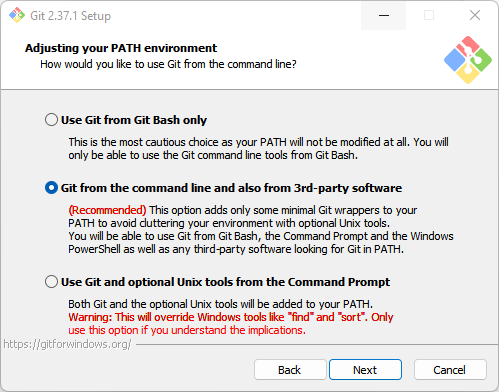 Git 2.37.1 Setup
Adjusting your PATH environment
How would you like to use Git from the command line?
Use Git from Git Bash only
This is the most cautious choice as your PATH will not be modified at all. You will
only be able to use the Git command line tools from Git Bash.
Git from the command line and also from 3rd-party software
(Recommended) This option adds only some minimal Git wrappers to your
PATH to avoid cluttering your environment with optional Unix tools.
You will be able to use Git from Git Bash, the Command Prompt and the Windows
PowerShell as well as any third-party software looking for Git in PATH.
Use Git and optional Unix tools from the Command Prompt
Both Git and the optional Unix tools will be added to your PATH.
Warning: This will override Windows tools like "find" and "sort". Only
use this option if you understand the implications.
https://gitforwindows.org/
Back Next Cancel